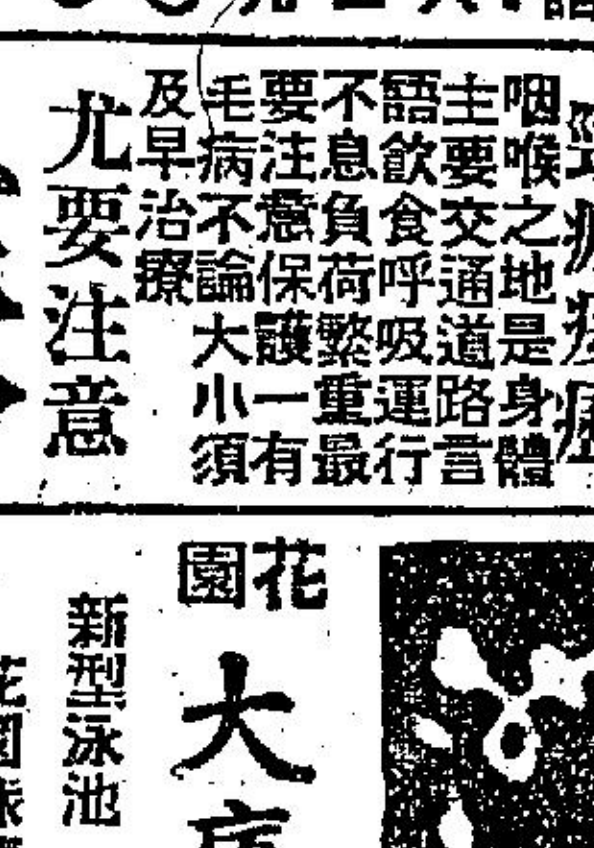 咽喉之地是身體
主要交通道路言
語飲食呼吸運行
不息負荷繁重最
要注意保護一有
毛病不論大小須
及早治療
尤要注意
花園
大
新型泳池